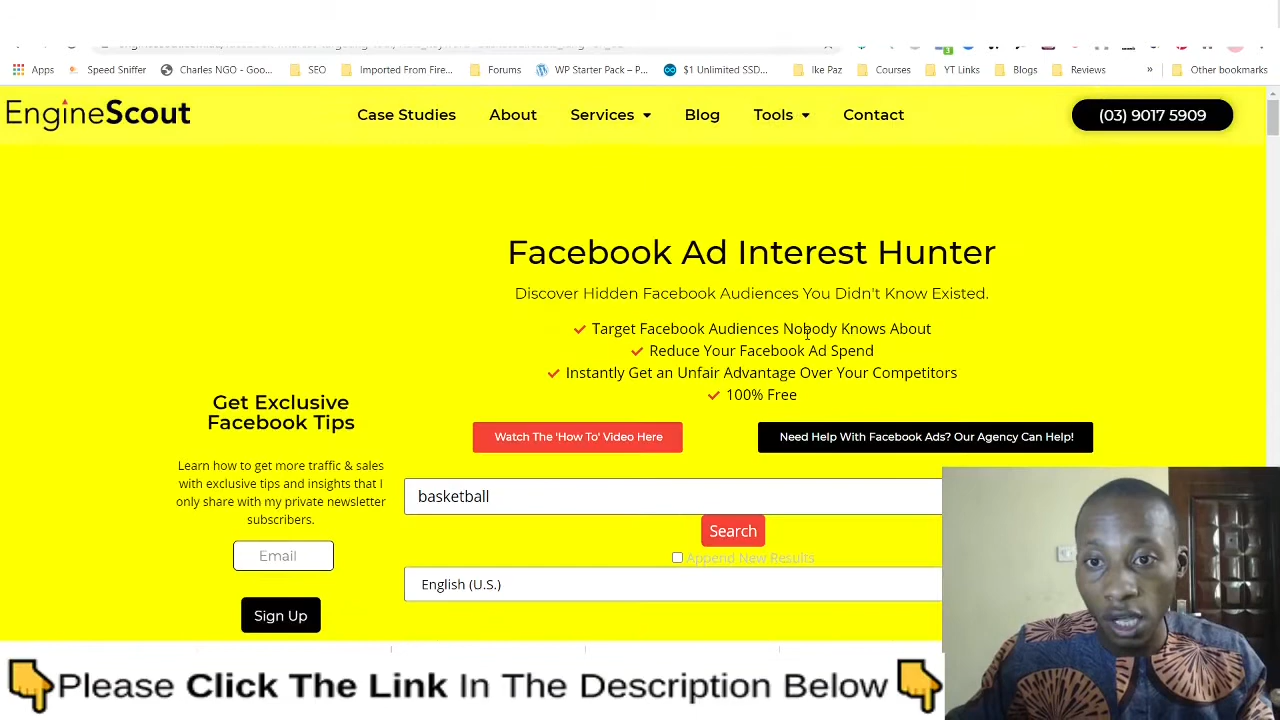 Apps Speed Sniffer Charles NGO - Goo... SEO Imported From Fire... Forums WP Starter Pack – P... $1 Unlimited SSD... Ike Paz Courses YT Links Blogs Reviews » Other bookmarks
EngineScout Case Studies About Services Blog Tools Contact (03) 9017 5909
Facebook Ad Interest Hunter
Discover Hidden Facebook Audiences You Didn't Know Existed.
Target Facebook Audiences Nobody Knows About
Reduce Your Facebook Ad Spend
Instantly Get an Unfair Advantage Over Your Competitors
100% Free
Watch The 'How To' Video Here Need Help With Facebook Ads? Our Agency Can Help!
Get Exclusive
Facebook Tips
Learn how to get more traffic & sales
with exclusive tips and insights that I
only share with my private newsletter
subscribers.
Email
Sign Up
basketball
Search
Append New Results
English (U.S.)
Please Click The Link In The Description Below